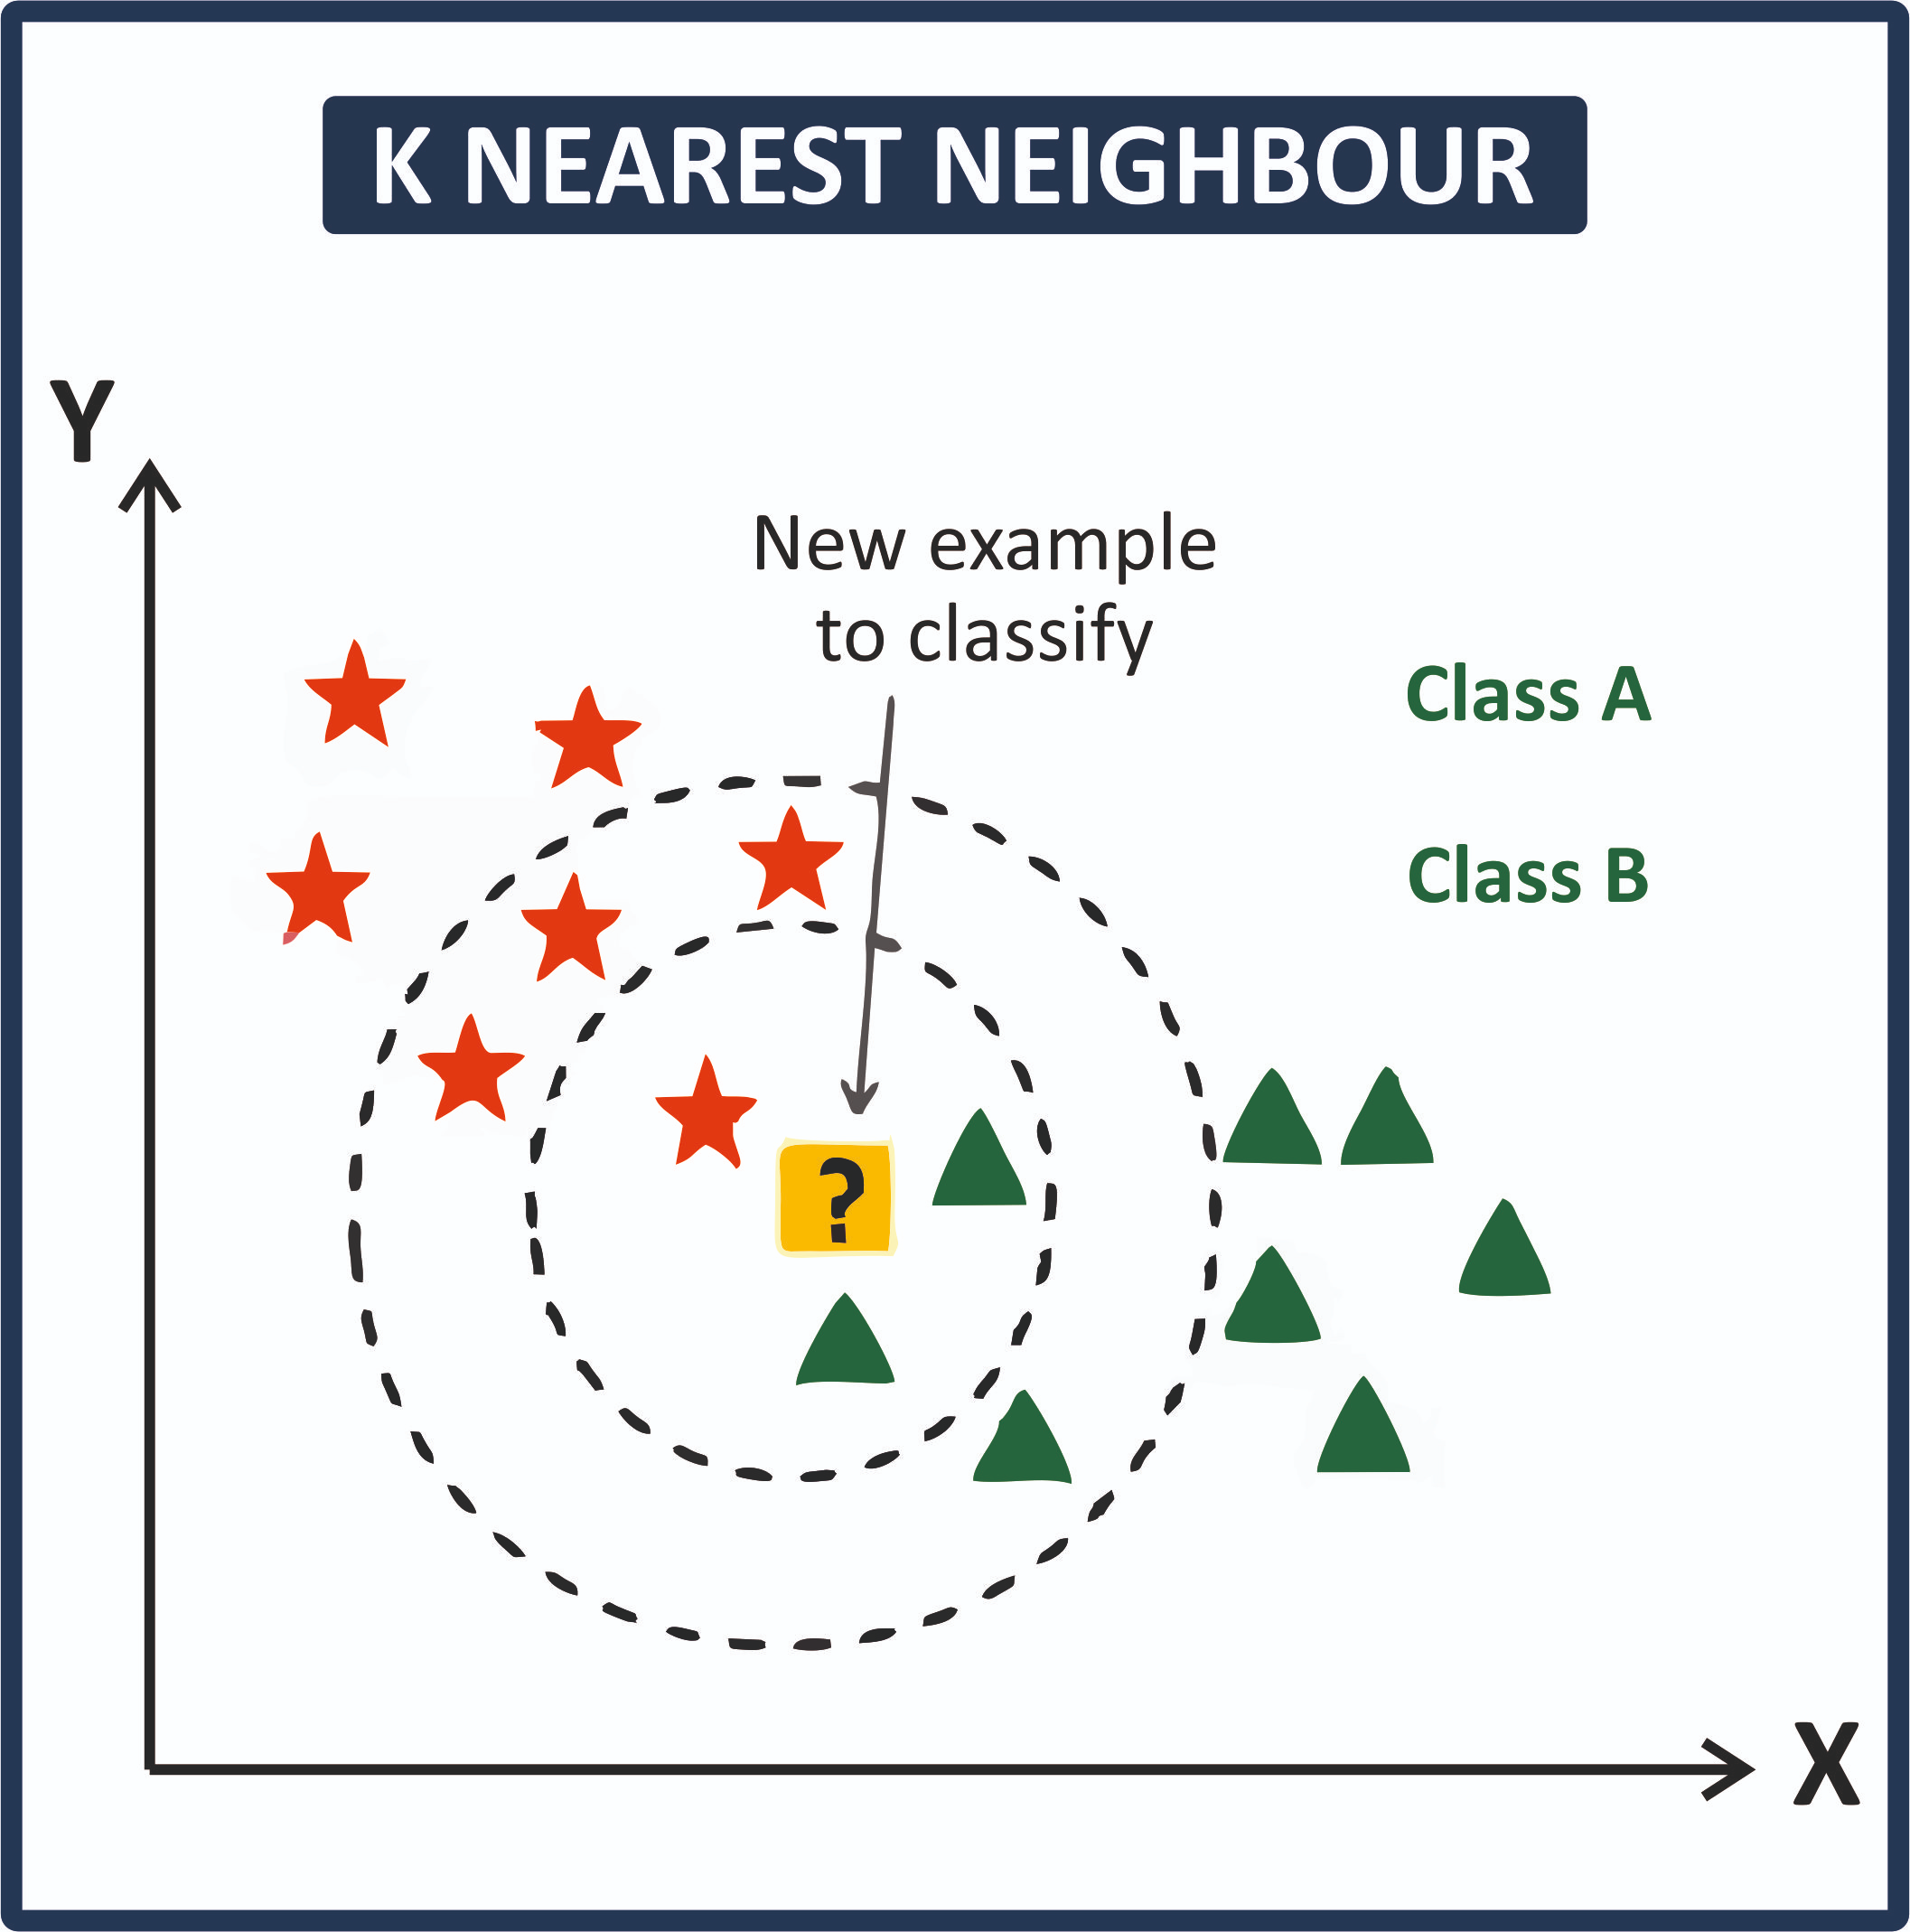 K NEAREST NEIGHBOUR
Y
New example
to classify
Class A
Class B
?
X